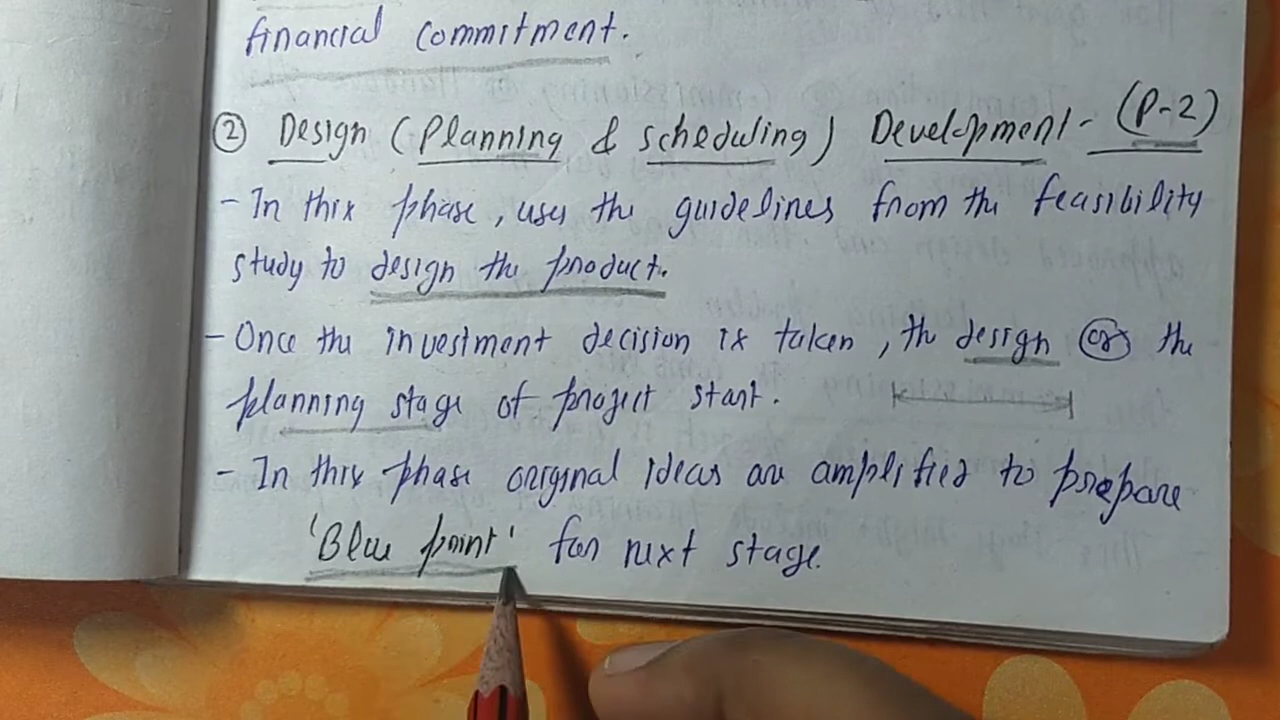 financial commitment.
② Design (Planning & scheduling) Development - (P-2)
- In this phase, uses the guidelines from the feasibility
study to design the product.
- Once the investment decision is taken, the design or the
planning stage of project start.
- In this phase original ideas are amplified to prepare
'Blue point' for next stage.